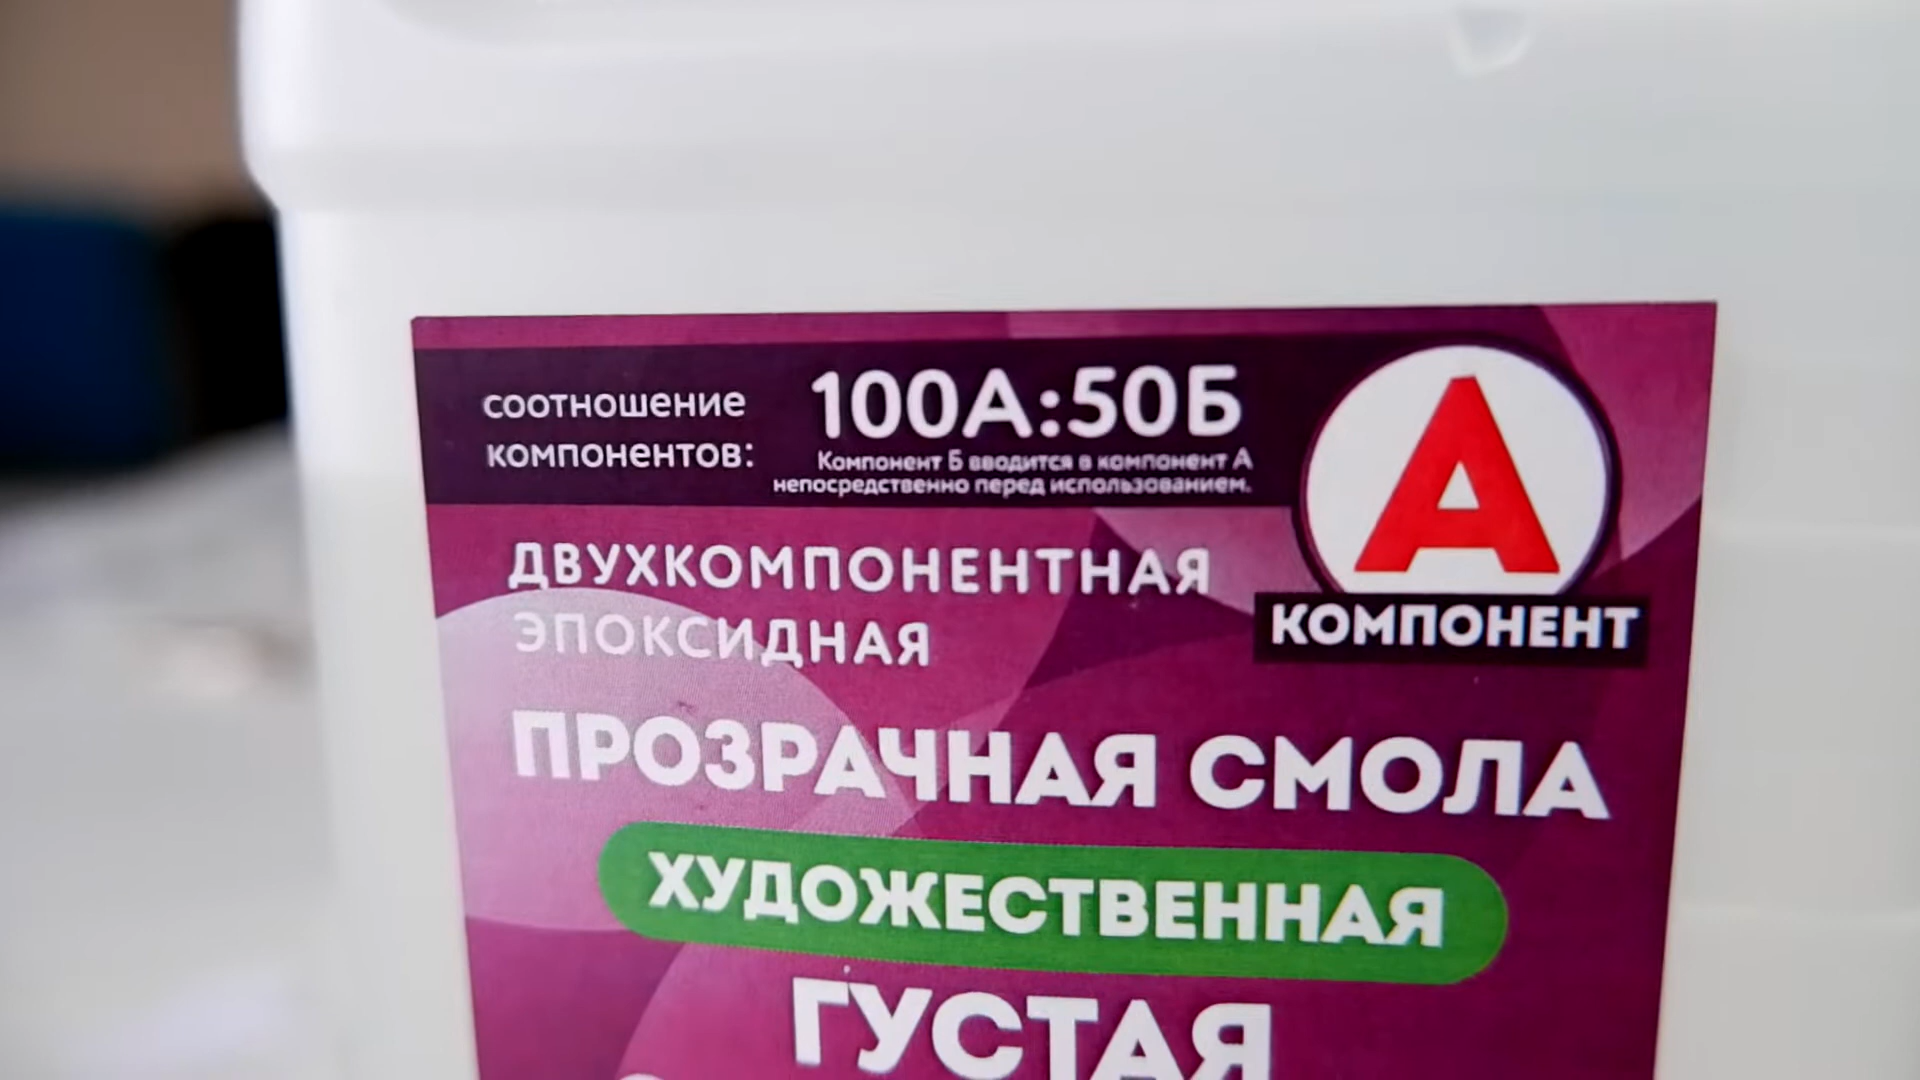 соотношение
компонентов:
100А:50Б
Компонент Б вводится в компонент А
непосредственно перед использованием.
А
КОМПОНЕНТ
ДВУХКОМПОНЕНТНАЯ
ЭПОКСИДНАЯ
ПРОЗРАЧНАЯ СМОЛА
ХУДОЖЕСТВЕННАЯ
ГУСТАЯ